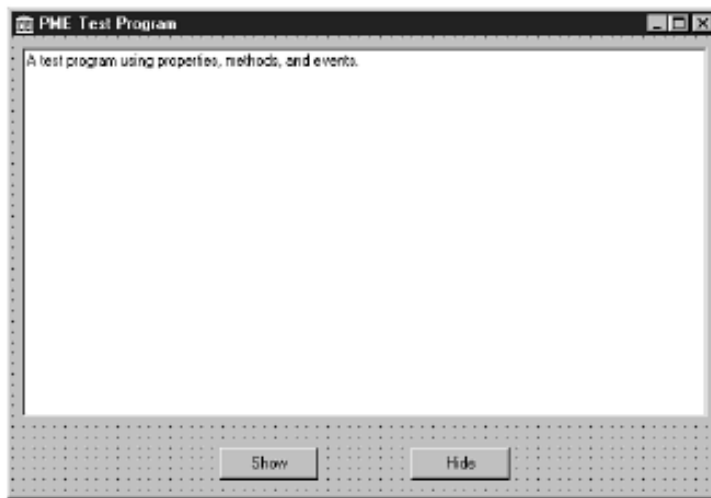 PME Test Program
A test program using properties, methods, and events.
Show
Hide